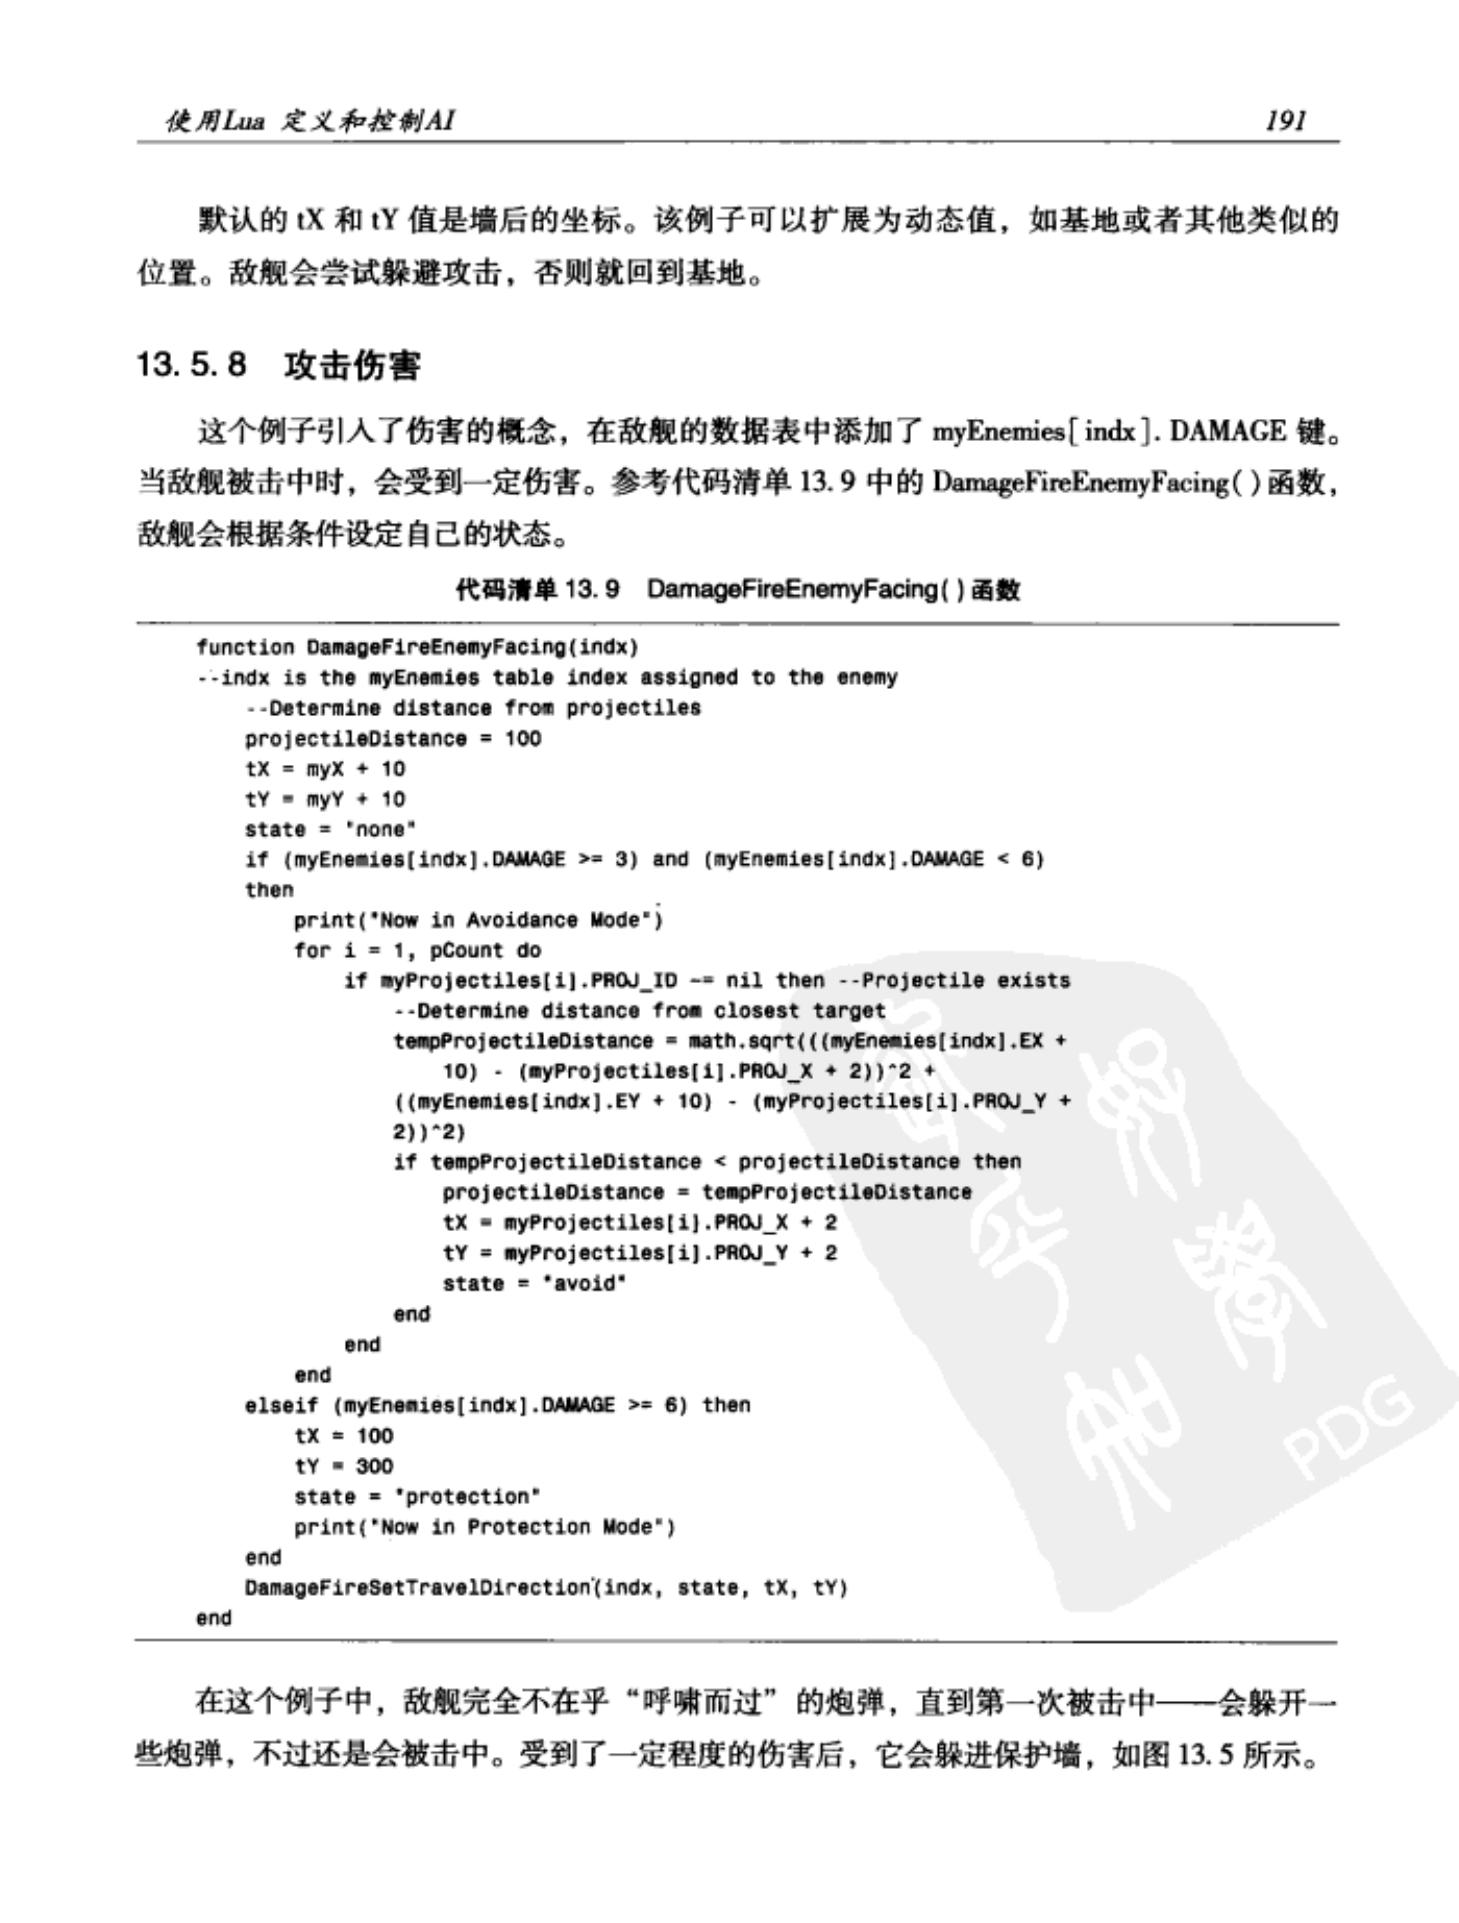 使用Lua 定义和控制AI 191
默认的 tX 和 tY 值是墙后的坐标。该例子可以扩展为动态值，如基地或者其他类似的
位置。敌舰会尝试躲避攻击，否则就回到基地。
13.5.8 攻击伤害
这个例子引入了伤害的概念，在敌舰的数据表中添加了 myEnemies[indx].DAMAGE 键。
当敌舰被击中时，会受到一定伤害。参考代码清单 13.9 中的 DamageFireEnemyFacing()函数，
敌舰会根据条件设定自己的状态。
代码清单 13.9 DamageFireEnemyFacing()函数
function DamageFireEnemyFacing(indx)
--indx is the myEnemies table index assigned to the enemy
--Determine distance from projectiles
projectileDistance = 100
tX = myX + 10
tY = myY + 10
state = "none"
if (myEnemies[indx].DAMAGE >= 3) and (myEnemies[indx].DAMAGE < 6)
then
print("Now in Avoidance Mode")
for i = 1, pCount do
if myProjectiles[i].PROJ_ID ~= nil then --Projectile exists
--Determine distance from closest target
tempProjectileDistance = math.sqrt(((myEnemies[indx].EX +
10) - (myProjectiles[i].PROJ_X + 2))^2 +
((myEnemies[indx].EY + 10) - (myProjectiles[i].PROJ_Y +
2))^2)
if tempProjectileDistance < projectileDistance then
projectileDistance = tempProjectileDistance
tX = myProjectiles[i].PROJ_X + 2
tY = myProjectiles[i].PROJ_Y + 2
state = "avoid"
end
end
end
elseif (myEnemies[indx].DAMAGE >= 6) then
tX = 100
tY = 300
state = "protection"
print("Now in Protection Mode")
end
DamageFireSetTravelDirection(indx, state, tX, tY)
end
PDG
在这个例子中，敌舰完全不在乎“呼啸而过”的炮弹，直到第一次被击中——会躲开一
些炮弹，不过还是会被击中。受到了一定程度的伤害后，它会躲进保护墙，如图 13.5 所示。